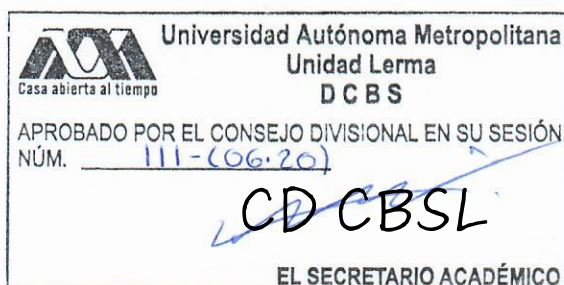 Universidad Autónoma Metropolitana
Unidad Lerma
Casa abierta al tiempo
DCBS
APROBADO POR EL CONSEJO DIVISIONAL EN SU SESIÓN
NÚM. 111-(06.20)
CD CBSL
EL SECRETARIO ACADÉMICO